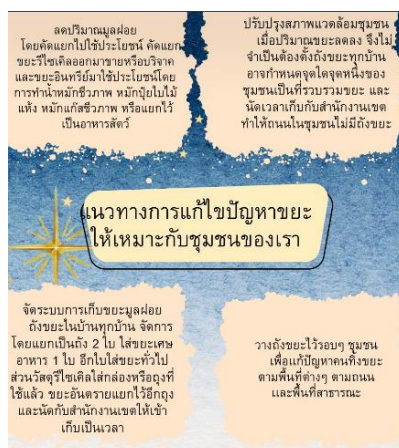 ลดปริมาณมูลฝอย
โดยคัดแยกไปใช้ประโยชน์ คัดแยก
ขยะรีไซเคิลออกมาขายหรือบริจาค
และขยะอินทรีย์มาใช้ประโยชน์โดย
การทำน้ำหมักชีวภาพ หมักปุ๋ยใบไม้
แห้ง หมักแก๊สชีวภาพ หรือแยกไว้
เป็นอาหารสัตว์
ปรับปรุงสภาพแวดล้อมชุมชน
เมื่อปริมาณขยะลดลง จึงไม่
จำเป็นต้องตั้งถังขยะทุกบ้าน
อาจกำหนดจุดใดจุดหนึ่งของ
ชุมชนเป็นที่รวบรวมขยะ และ
นัดเวลาเก็บกับสำนักงานเขต
ทำให้ถนนในชุมชนไม่มีถังขยะ
แนวทางการแก้ไขปัญหาขยะ
ให้เหมาะกับชุมชนของเรา
จัดระบบการเก็บขยะมูลฝอย
ถังขยะในบ้านทุกบ้าน จัดการ
โดยแยกเป็นถัง 2 ใบ ใส่ขยะเศษ
อาหาร 1 ใบ อีกใบใส่ขยะทั่วไป
ส่วนวัสดุรีไซเคิลใส่กล่องหรือถุงที่
ใช้แล้ว ขยะอันตรายแยกไว้อีกถุง
และนัดกับสำนักงานเขตให้เข้า
เก็บเป็นเวลา
วางถังขยะไว้รอบๆ ชุมชน
เพื่อแก้ปัญหาคนทิ้งขยะ
ตามพื้นที่ต่างๆ ตามถนน
และพื้นที่สาธารณะ